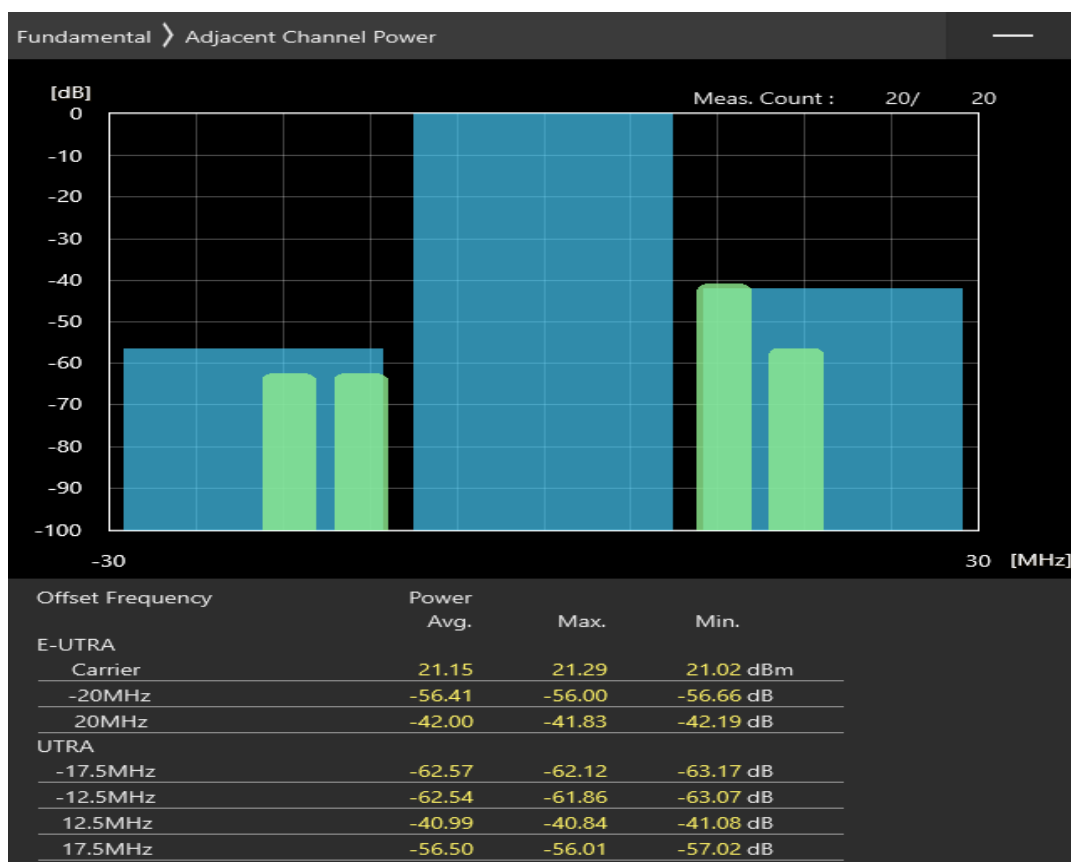 Fundamental ❯ Adjacent Channel Power
[dB]
Meas. Count : 20/ 20
0
-10
-20
-30
-40
-50
-60
-70
-80
-90
-100
-30 30 [MHz]
Offset Frequency Power
Avg. Max. Min.
E-UTRA
Carrier 21.15 21.29 21.02 dBm
-20MHz -56.41 -56.00 -56.66 dB
20MHz -42.00 -41.83 -42.19 dB
UTRA
-17.5MHz -62.57 -62.12 -63.17 dB
-12.5MHz -62.54 -61.86 -63.07 dB
12.5MHz -40.99 -40.84 -41.08 dB
17.5MHz -56.50 -56.01 -57.02 dB